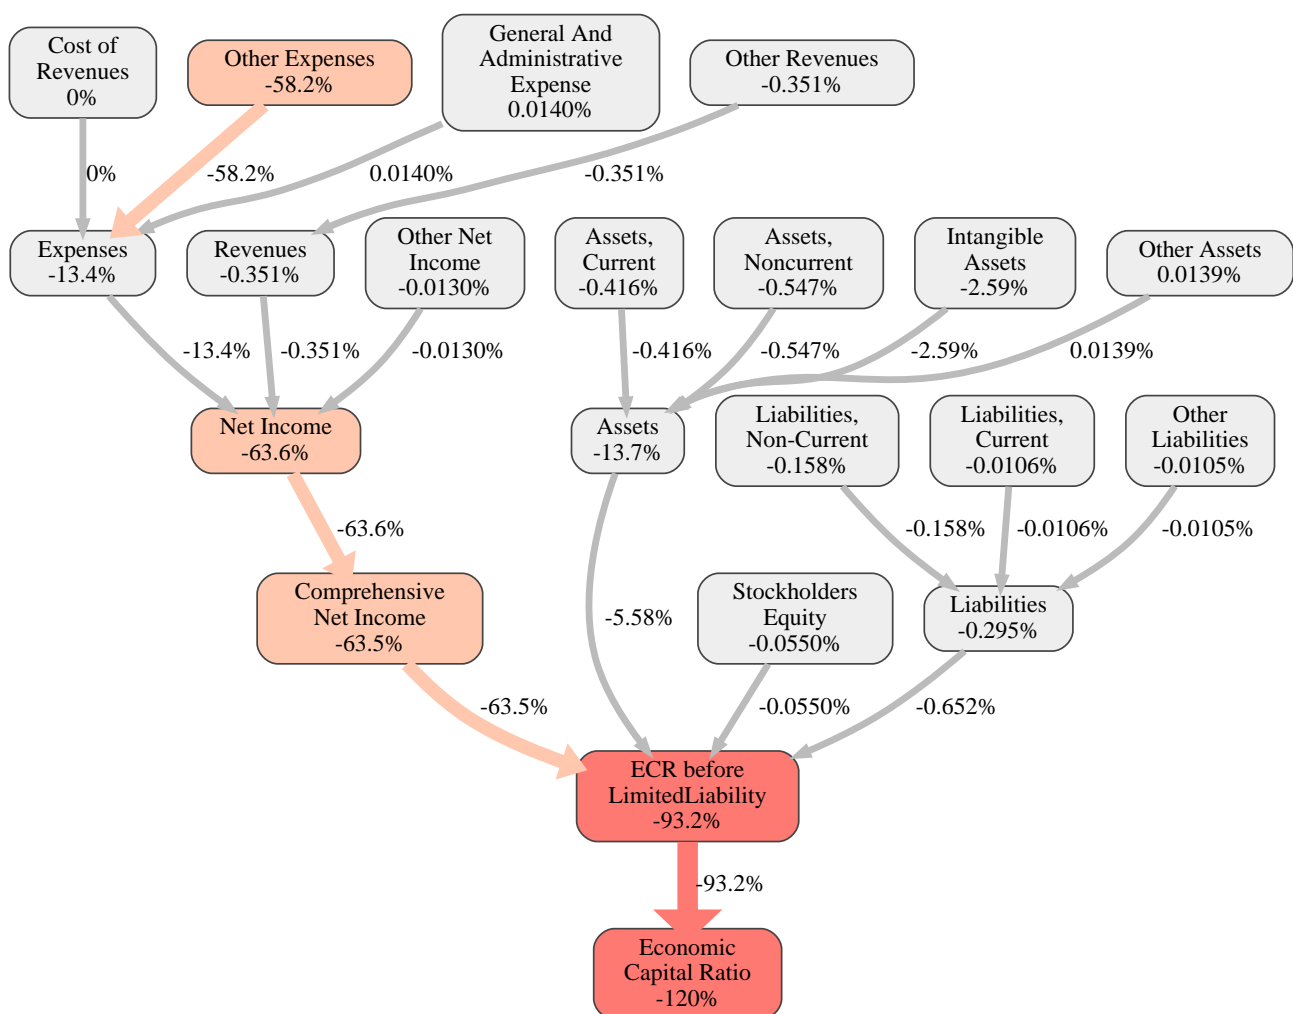 Cost of
Revenues
0%
Other Expenses
-58.2%
General And
Administrative
Expense
0.0140%
Other Revenues
-0.351%
0%
-58.2%
0.0140%
-0.351%
Expenses
-13.4%
Revenues
-0.351%
Other Net
Income
-0.0130%
Assets,
Current
-0.416%
Assets,
Noncurrent
-0.547%
Intangible
Assets
-2.59%
Other Assets
0.0139%
-13.4%
-0.351%
-0.0130%
-0.416%
-0.547%
-2.59%
0.0139%
Net Income
-63.6%
Assets
-13.7%
Liabilities,
Non-Current
-0.158%
Liabilities,
Current
-0.0106%
Other
Liabilities
-0.0105%
-63.6%
-0.158%
-0.0106%
-0.0105%
Comprehensive
Net Income
-63.5%
-5.58%
Stockholders
Equity
-0.0550%
Liabilities
-0.295%
-63.5%
-0.0550%
-0.652%
ECR before
LimitedLiability
-93.2%
-93.2%
Economic
Capital Ratio
-120%